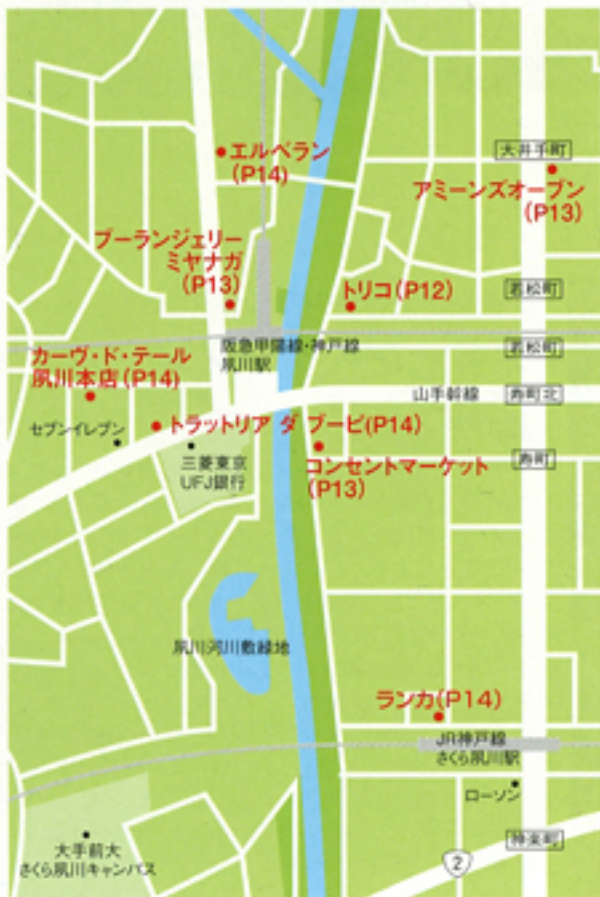 エルベラン
(P14)
大井手町
アミーンズオーブン
(P13)
ブーランジェリー
ミヤナガ
(P13)
トリコ(P12)
若松町
阪急甲陽線・神戸線
夙川駅
若松町
カーヴ・ド・テール
夙川本店(P14)
山手幹線
寿町北
セブンイレブン
トラットリア ダ ブービ(P14)
三菱東京
UFJ銀行
コンセントマーケット
(P13)
寿町
夙川河川敷緑地
ランカ(P14)
JR神戸線
さくら夙川駅
ローソン
神楽町
2
大手前大
さくら夙川キャンパス